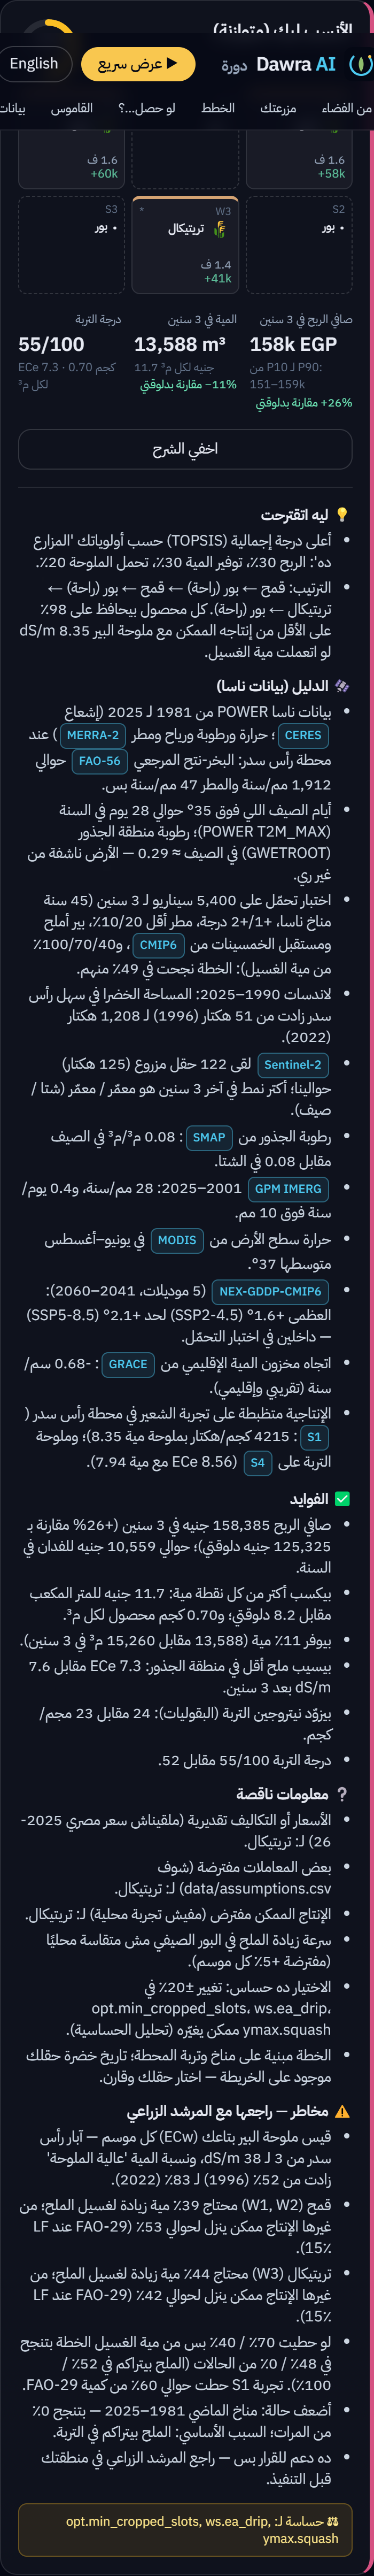 الأنسب ليك (متوازنة)
Dawra AI دورة
▶ عرض سريع
English
من الفضاء
مزرعتك
الخطط
لو حصل...؟
القاموس
بيانات
1.6 ف
+58k
1.6 ف
+60k
S2
• بور
W3
تريتيكال
1.4 ف
+41k
S3
• بور
صافي الربح في 3 سنين
158k EGP
من P10 لـ P90:
151–159k
+26% مقارنة بدلوقتي
المية في 3 سنين
13,588 m³
11.7 جنيه لكل م³
−11% مقارنة بدلوقتي
درجة التربة
55/100
ECe 7.3 · 0.70 كجم
لكل م³
اخفي الشرح
💡 ليه اتقترحت
• أعلى درجة إجمالية (TOPSIS) حسب أولوياتك 'المزارع
ده': الربح 30٪، توفير المية 30٪، تحمل الملوحة 20٪.
• الترتيب: قمح ← بور (راحة) ← قمح ← بور (راحة) ←
تريتيكال ← بور (راحة). كل محصول بيحافظ على 98٪
على الأقل من إنتاجه الممكن مع ملوحة البير 8.35 dS/m
لو اتعملت مية الغسيل.
🛰 الدليل (بيانات ناسا)
• بيانات ناسا POWER من 1981 لـ 2025 (إشعاع
CERES؛ حرارة ورطوبة ورياح ومطر MERRA-2) عند
محطة رأس سدر: البخر-نتح المرجعي FAO-56 حوالي
1,912 مم/سنة والمطر 47 مم/سنة بس.
• أيام الصيف اللي فوق 35° حوالي 28 يوم في السنة
(POWER T2M_MAX)؛ رطوبة منطقة الجذور
(GWETROOT) في الصيف ≈ 0.29 — الأرض ناشفة من
غير ري.
• اختبار تحمّل على 5,400 سيناريو لـ 3 سنين (45 سنة
مناخ ناسا، +1/+2 درجة، مطر أقل 10/20٪، بير أملح
ومستقبل الخمسينات من CMIP6، و100/70/40٪
من مية الغسيل): الخطة نجحت في 49٪ منهم.
• لاندسات 1990–2025: المساحة الخضرا في سهل رأس
سدر زادت من 51 هكتار (1996) لـ 1,208 هكتار
(2022).
• Sentinel-2 لقى 122 حقل مزروع (125 هكتار)
حوالينا؛ أكتر نمط في آخر 3 سنين هو معمّر / معمّر (شتا /
صيف).
• رطوبة الجذور من SMAP: 0.08 م³/م³ في الصيف
مقابل 0.08 في الشتا.
• GPM IMERG 2001–2025: 28 مم/سنة، و0.4 يوم/
سنة فوق 10 مم.
• حرارة سطح الأرض من MODIS في يونيو–أغسطس
متوسطها 37°.
• NEX-GDDP-CMIP6 (5 موديلات، 2041–2060):
العظمى +1.6° (SSP2-4.5) لحد +2.1° (SSP5-8.5)
— داخلين في اختبار التحمّل.
• اتجاه مخزون المية الإقليمي من GRACE: -0.68 سم/
سنة (تقريبي وإقليمي).
• الإنتاجية متظبطة على تجربة الشعير في محطة رأس سدر (
S1: 4215 كجم/هكتار بملوحة مية 8.35)؛ وملوحة
التربة على S4 (ECe 8.56 مع مية 7.94).
✅ الفوايد
• صافي الربح 158,385 جنيه في 3 سنين (+26% مقارنة بـ
125,325 جنيه دلوقتي)؛ حوالي 10,559 جنيه للفدان في
السنة.
• بيكسب أكتر من كل نقطة مية: 11.7 جنيه للمتر المكعب
مقابل 8.2 دلوقتي؛ و0.70 كجم محصول لكل م³.
• بيوفر 11٪ مية (13,588 مقابل 15,260 م³ في 3 سنين).
• بيسيب ملح أقل في منطقة الجذور: ECe 7.3 مقابل 7.6
dS/m بعد 3 سنين.
• بيزوّد نيتروجين التربة (البقوليات): 24 مقابل 23 مجم/
كجم.
• درجة التربة 55/100 مقابل 52.
❔ معلومات ناقصة
• الأسعار أو التكاليف تقديرية (ملقيناش سعر مصري 2025-
26) لـ: تريتيكال.
• بعض المعاملات مفترضة (شوف
data/assumptions.csv) لـ: تريتيكال.
• الإنتاج الممكن مفترض (مفيش تجربة محلية) لـ: تريتيكال.
• سرعة زيادة الملح في البور الصيفي مش متقاسة محليًا
(مفترضة +5٪ كل موسم).
• الاختيار ده حساس: تغيير ±20٪ في
opt.min_cropped_slots، ws.ea_drip،
ymax.squash ممكن يغيّره (تحليل الحساسية).
• الخطة مبنية على مناخ وتربة المحطة؛ تاريخ خضرة حقلك
موجود على الخريطة — اختار حقلك وقارن.
⚠️ مخاطر — راجعها مع المرشد الزراعي
• قيس ملوحة البير بتاعك (ECw) كل موسم — آبار رأس
سدر من 3 لـ 38 dS/m، ونسبة المية 'عالية الملوحة'
زادت من 52٪ (1996) لـ 83٪ (2022).
• قمح (W1, W2) محتاج 39٪ مية زيادة لغسيل الملح؛ من
غيرها الإنتاج ممكن ينزل لحوالي 53٪ (FAO-29 عند LF
15٪).
• تريتيكال (W3) محتاج 44٪ مية زيادة لغسيل الملح؛ من
غيرها الإنتاج ممكن ينزل لحوالي 42٪ (FAO-29 عند LF
15٪).
• لو حطيت 70٪ / 40٪ بس من مية الغسيل الخطة بتنجح
في 48٪ / 0٪ من الحالات (الملح بيتراكم في 52٪ /
100٪). تجربة S1 حطت حوالي 60٪ من كمية FAO-29.
• أضعف حالة: مناخ الماضي 1981–2025 — بتنجح 0٪
من المرات؛ السبب الأساسي: الملح بيتراكم في التربة.
• ده دعم للقرار بس — راجع المرشد الزراعي في منطقتك
قبل التنفيذ.
⚖ حساسة لـ: opt.min_cropped_slots, ws.ea_drip,
ymax.squash